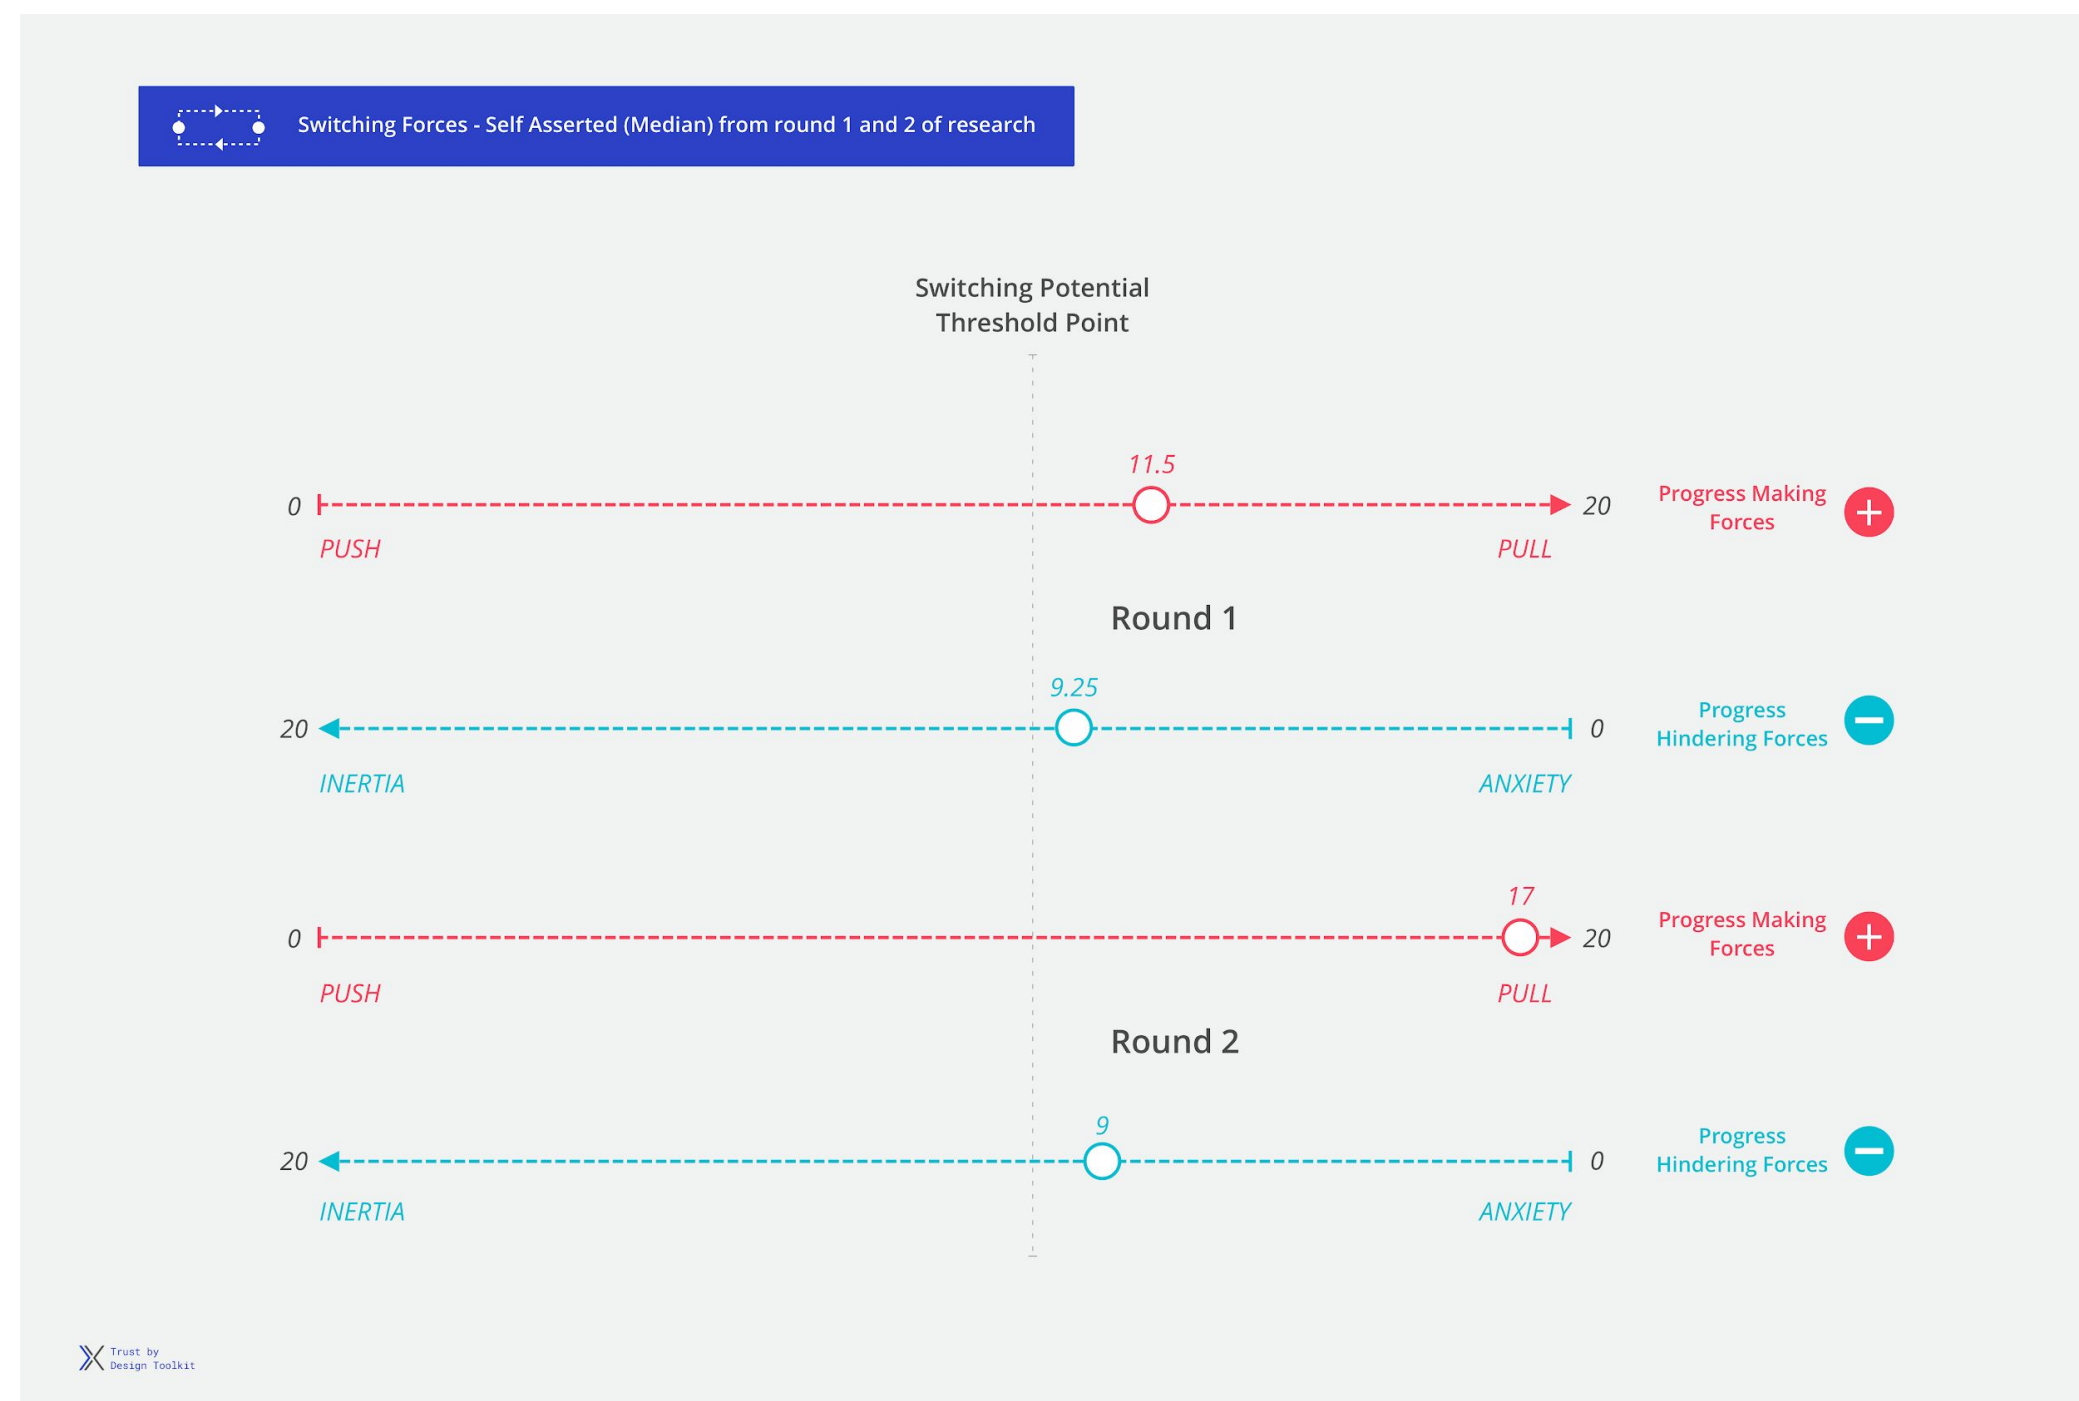 Switching Forces - Self Asserted (Median) from round 1 and 2 of research
Switching Potential
Threshold Point
11.5
0
20
Progress Making
Forces
PUSH
PULL
Round 1
9.25
20
0
Progress
Hindering Forces
INERTIA
ANXIETY
17
0
20
Progress Making
Forces
PUSH
PULL
Round 2
9
20
0
Progress
Hindering Forces
INERTIA
ANXIETY
Trust by
Design Toolkit